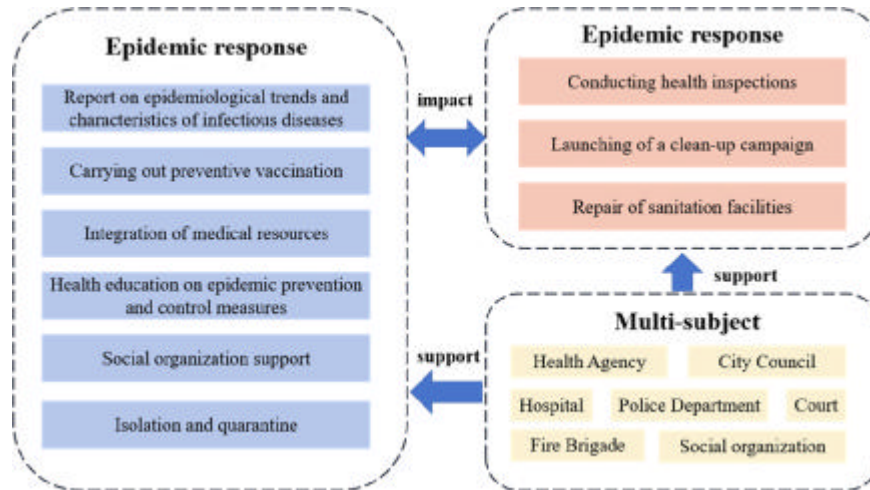 Epidemic response
Report on epidemiological trends and
characteristics of infectious diseases
Carrying out preventive vaccination
Integration of medical resources
Health education on epidemic prevention
and control measures
Social organization support
Isolation and quarantine
impact
Epidemic response
Conducting health inspections
Launching of a clean-up campaign
Repair of sanitation facilities
support
support
Multi-subject
Health Agency City Council
Hospital Police Department Court
Fire Brigade Social organization